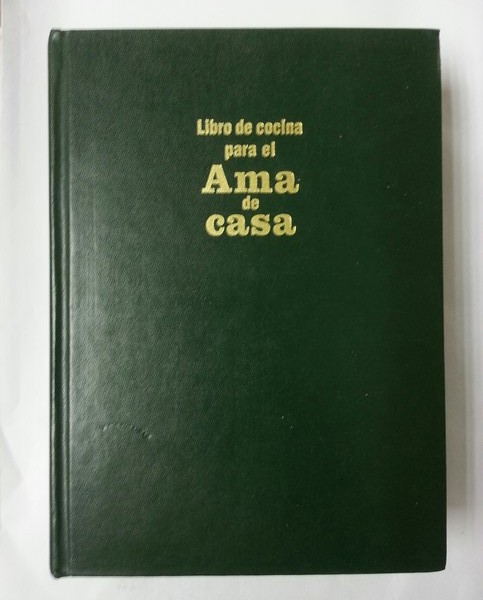 Libro de cocina
para el
Ama
de
casa